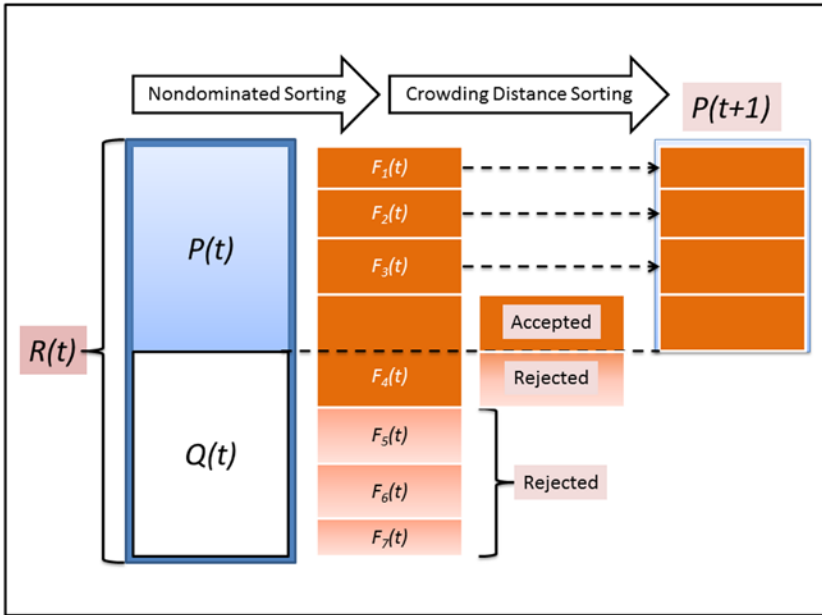 Nondominated Sorting
Crowding Distance Sorting
P(t+1)
R(t)
P(t)
Q(t)
F₁(t)
F₂(t)
F₃(t)
F₄(t)
F₅(t)
F₆(t)
F₇(t)
Accepted
Rejected
Rejected